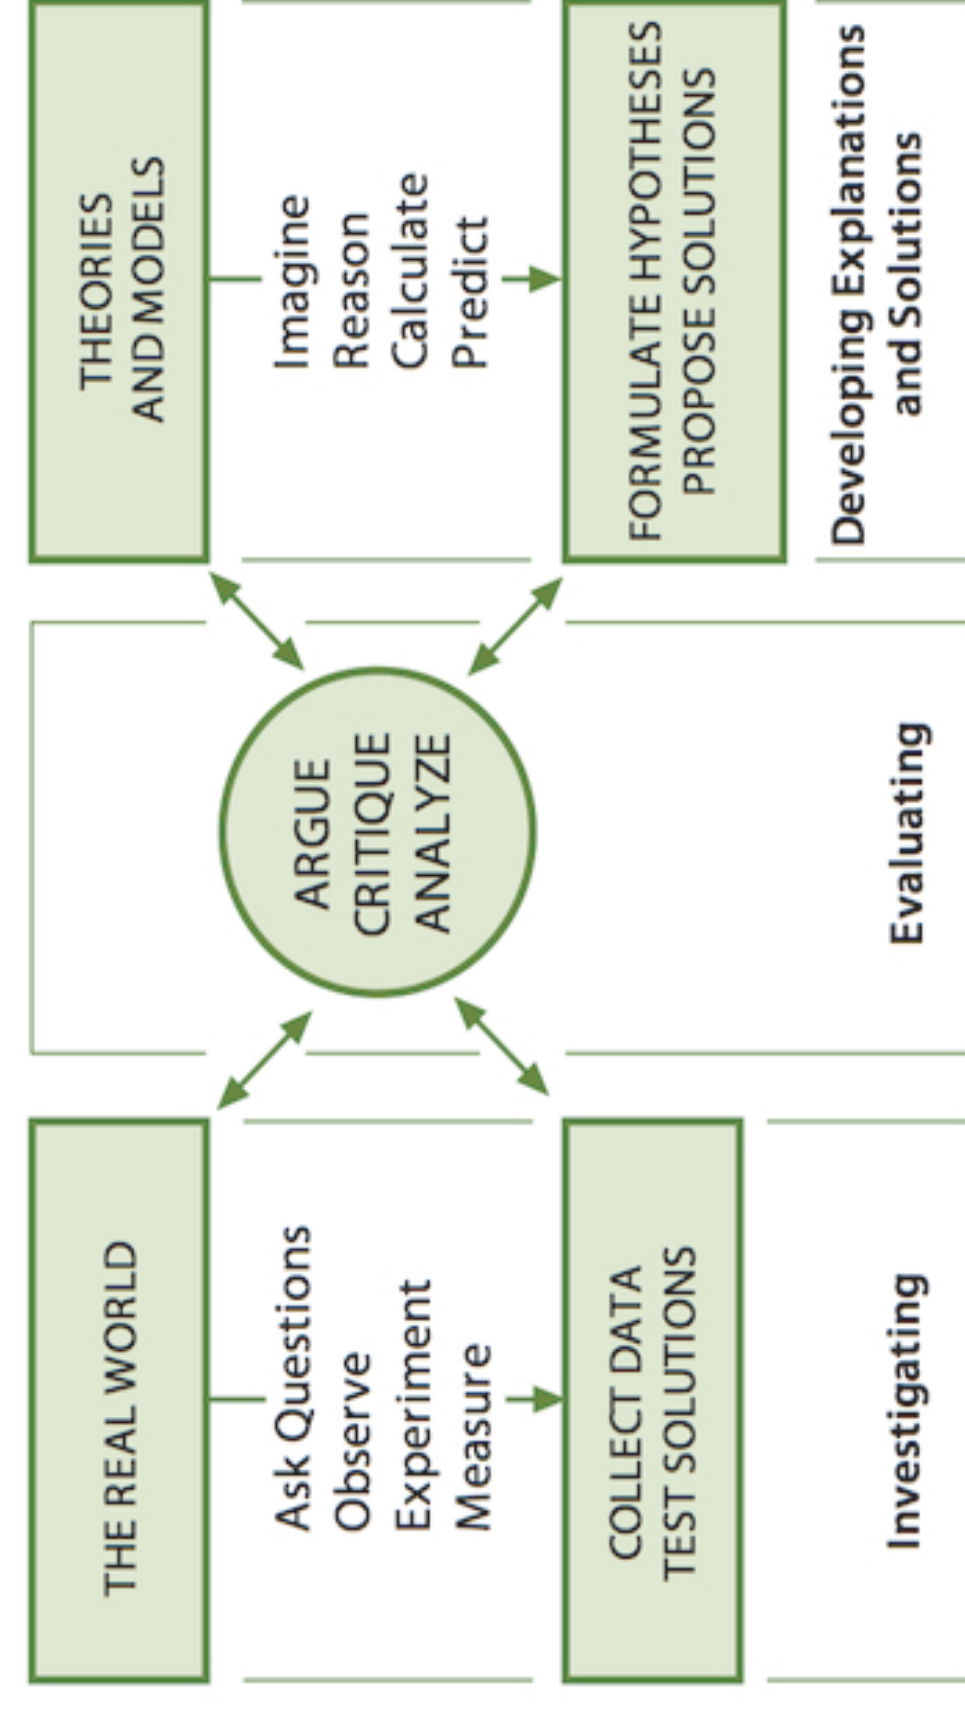 THE REAL WORLD
Ask Questions
Observe
Experiment
Measure
COLLECT DATA
TEST SOLUTIONS
Investigating
ARGUE
CRITIQUE
ANALYZE
Evaluating
THEORIES
AND MODELS
Imagine
Reason
Calculate
Predict
FORMULATE HYPOTHESES
PROPOSE SOLUTIONS
Developing Explanations
and Solutions